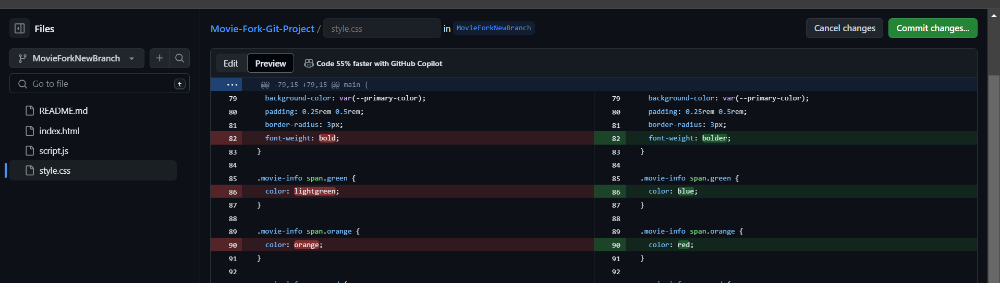 Files
MovieForkNewBranch
Go to file
t
README.md
index.html
script.js
style.css
Movie-Fork-Git-Project / style.css in MovieForkNewBranch
Cancel changes
Commit changes...
Edit
Preview
Code 55% faster with GitHub Copilot
... @@ -79,15 +79,15 @@ main {
79 background-color: var(--primary-color);
80 padding: 0.25rem 0.5rem;
81 border-radius: 3px;
82 font-weight: bold;
83 }
84
85 .movie-info span.green {
86 color: lightgreen;
87 }
88
89 .movie-info span.orange {
90 color: orange;
91 }
92
79 background-color: var(--primary-color);
80 padding: 0.25rem 0.5rem;
81 border-radius: 3px;
82 font-weight: bolder;
83 }
84
85 .movie-info span.green {
86 color: blue;
87 }
88
89 .movie-info span.orange {
90 color: red;
91 }
92